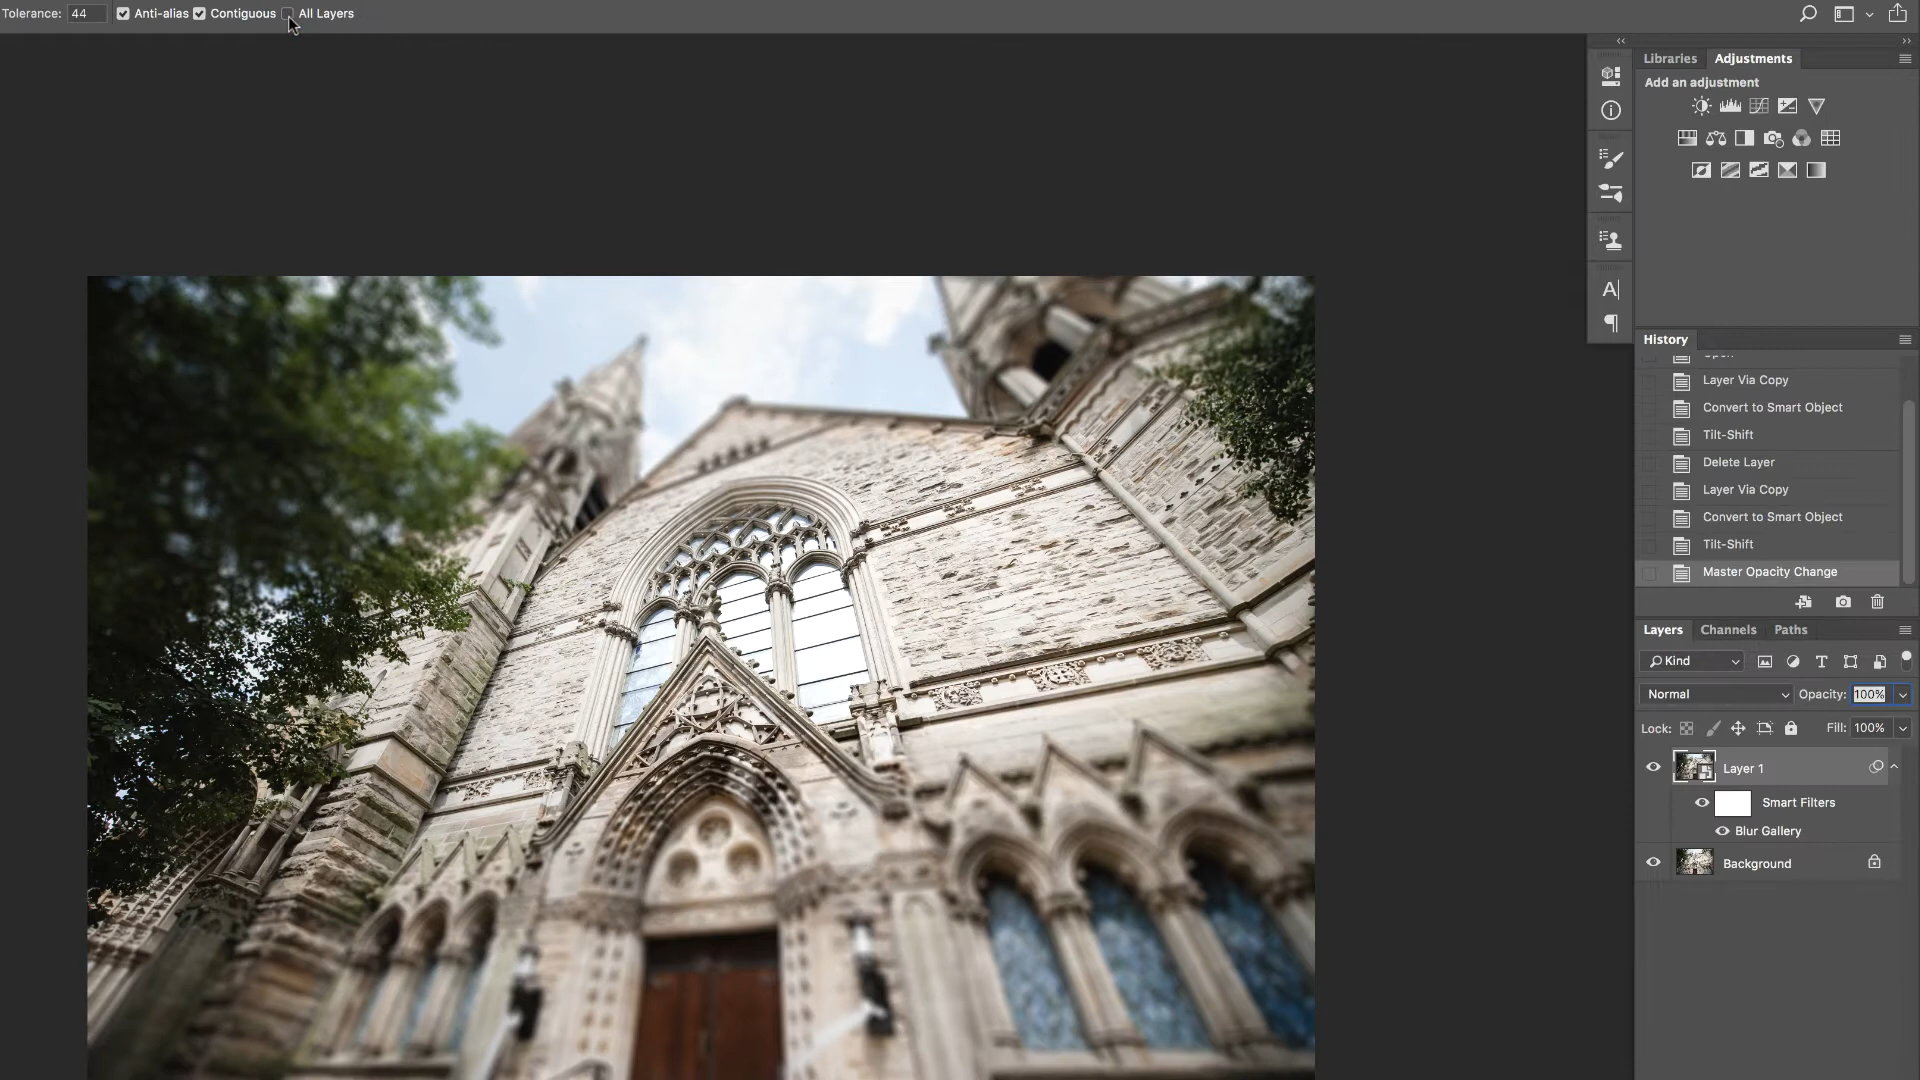 Tolerance: 44 Anti-alias Contiguous All Layers
Libraries Adjustments
Add an adjustment
History
Open
Layer Via Copy
Convert to Smart Object
Tilt-Shift
Delete Layer
Layer Via Copy
Convert to Smart Object
Tilt-Shift
Master Opacity Change
Layers Channels Paths
Kind
Normal Opacity: 100%
Lock: Fill: 100%
Layer 1
Smart Filters
Blur Gallery
Background